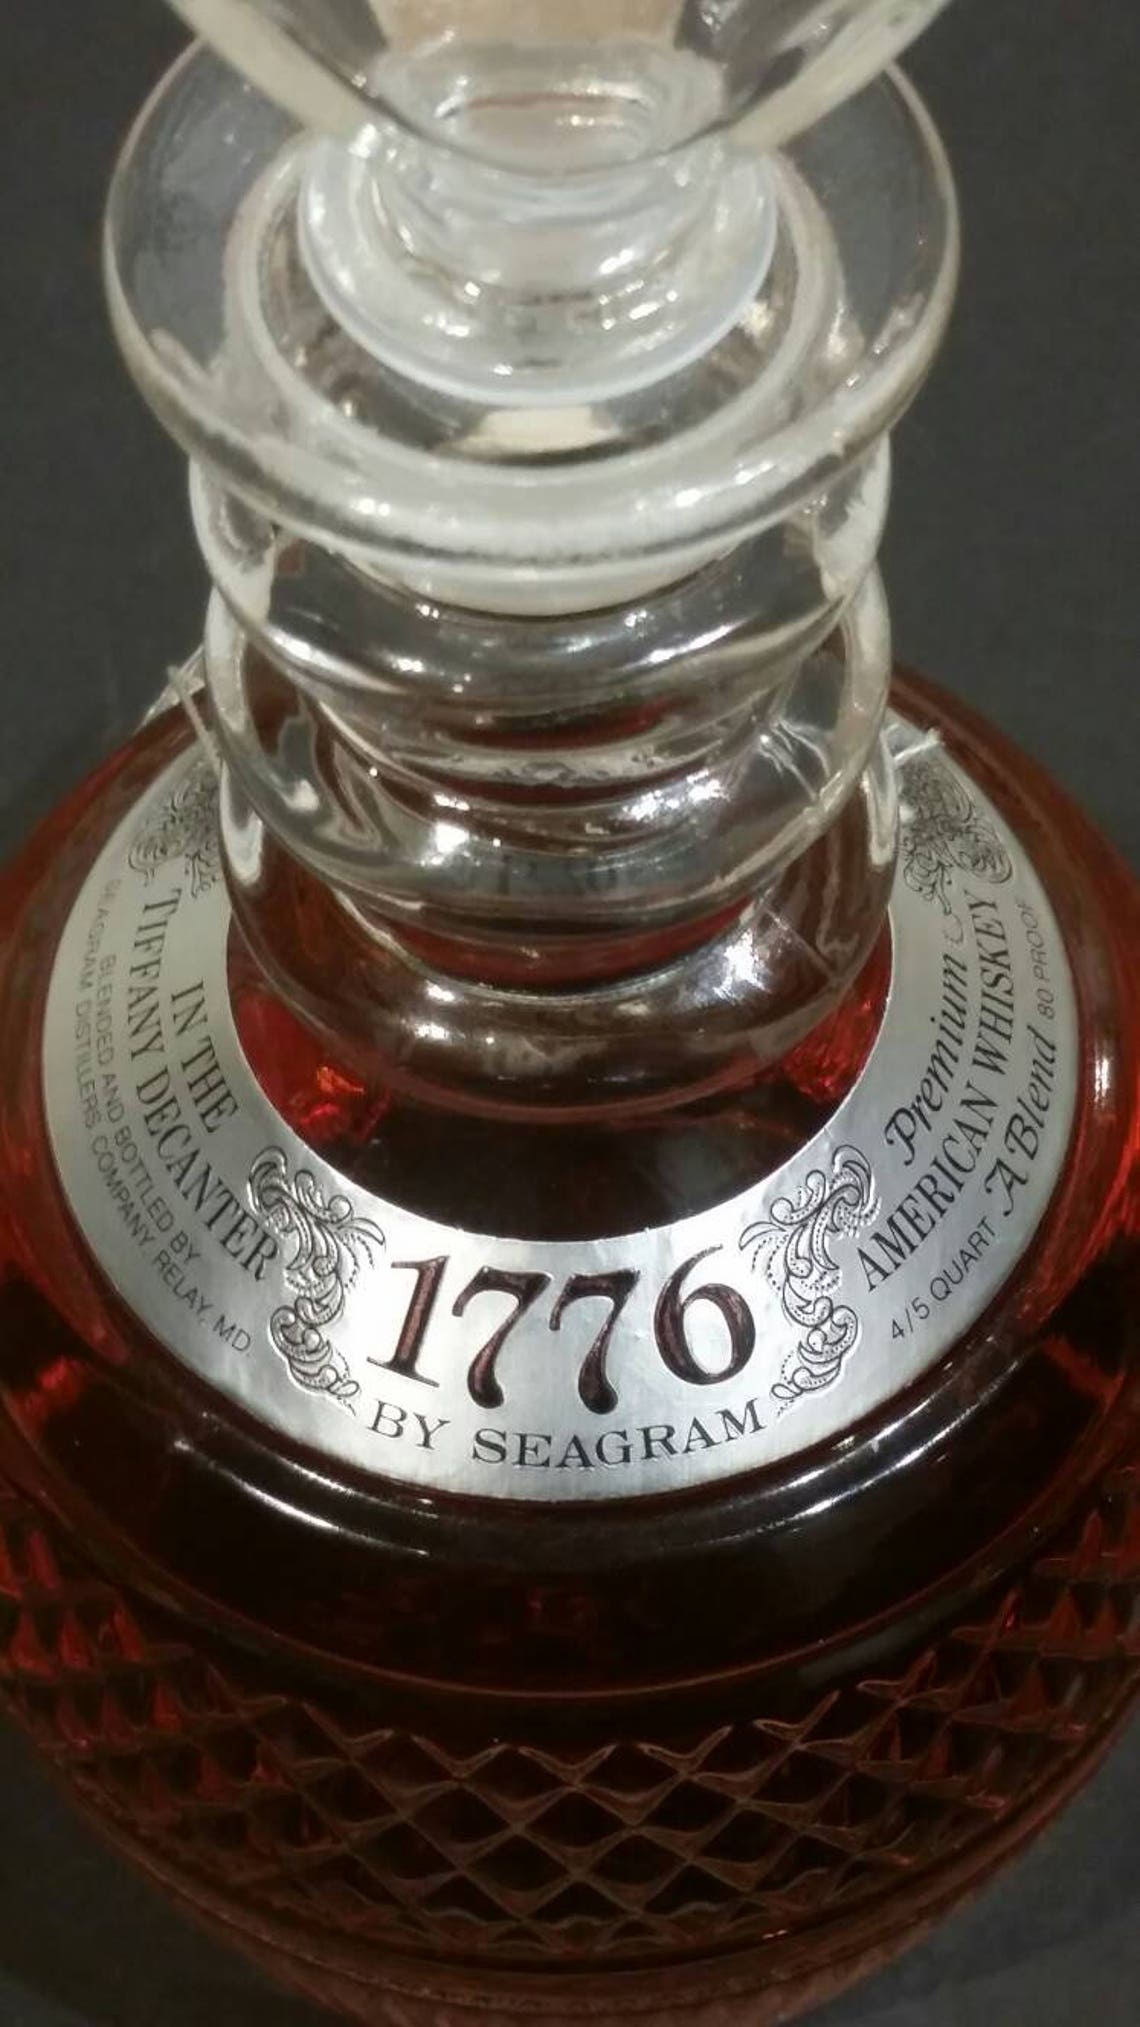 IN THE
TIFFANY DECANTER
BLENDED AND BOTTLED BY
SEAGRAM DISTILLERS COMPANY, RELAY, MD.
1776
BY SEAGRAM
Premium
AMERICAN WHISKEY
A Blend
4/5 QUART
80 PROOF